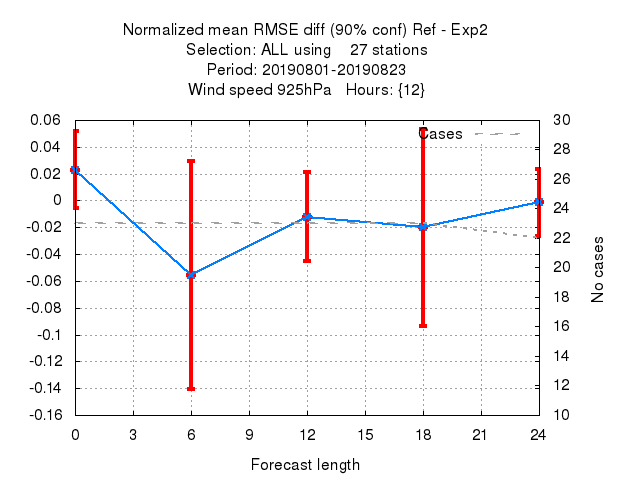 Normalized mean RMSE diff (90% conf) Ref - Exp2
Selection: ALL using    27 stations
Period: 20190801-20190823
Wind speed 925hPa   Hours: {12}
0.06
0.04
0.02
0
-0.02
-0.04
-0.06
-0.08
-0.1
-0.12
-0.14
-0.16
Cases
30
28
26
24
22
20
18
16
14
12
10
No cases
0 3 6 9 12 15 18 21 24
Forecast length